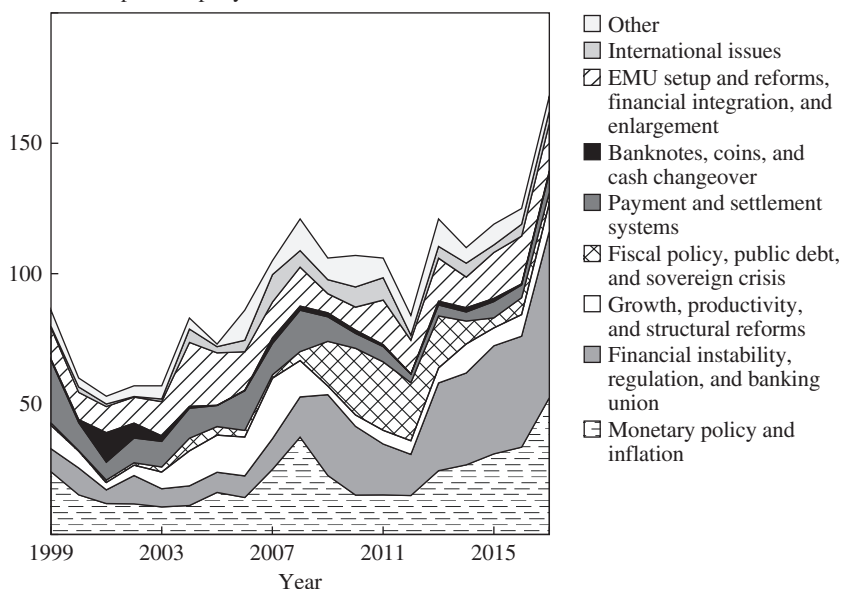 150
100
50
1999
2003
2007
2011
2015
Year
Other
International issues
EMU setup and reforms,
financial integration, and
enlargement
Banknotes, coins, and
cash changeover
Payment and settlement
systems
Fiscal policy, public debt,
and sovereign crisis
Growth, productivity,
and structural reforms
Financial instability,
regulation, and banking
union
Monetary policy and
inflation